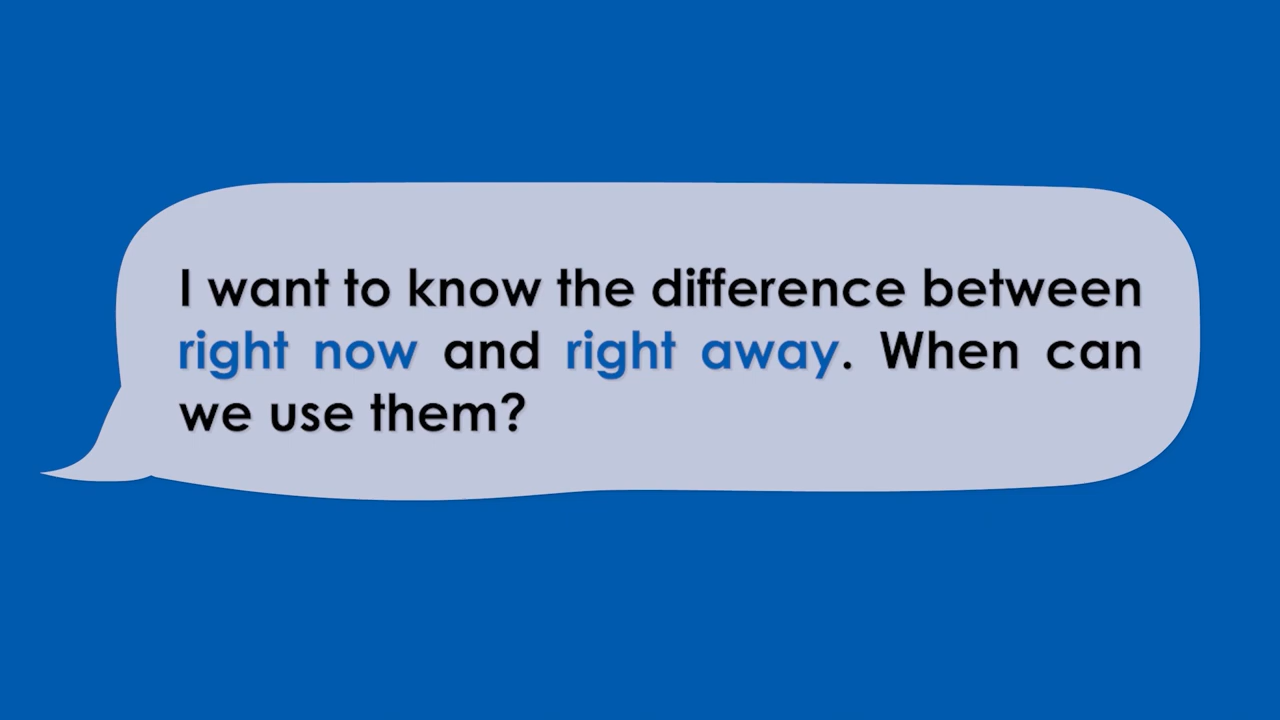 I want to know the difference between
right now and right away. When can
we use them?